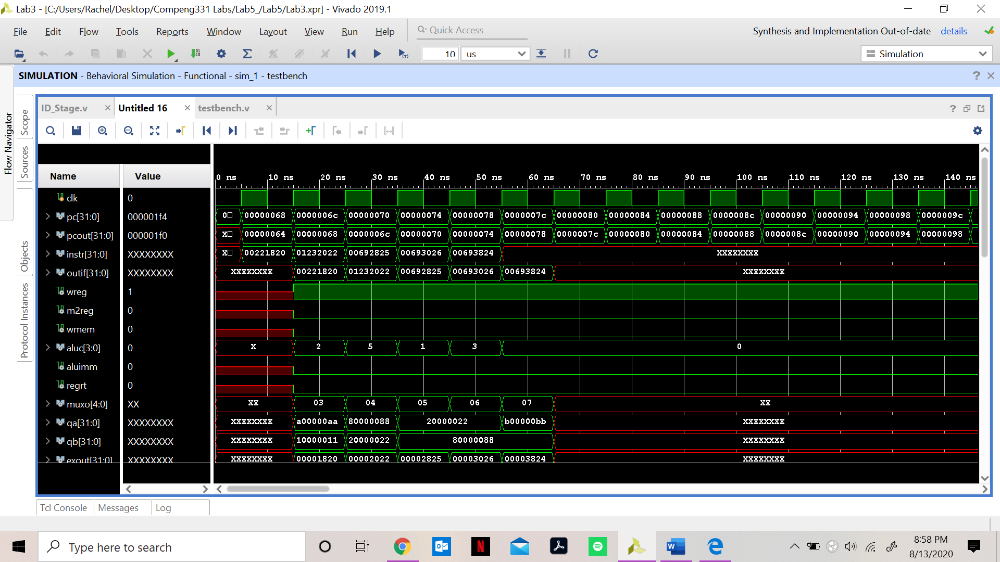 Lab3 - [C:/Users/Rachel/Desktop/Compeng331 Labs/Lab5_/Lab5/Lab3.xpr] - Vivado 2019.1
File Edit Flow Tools Reports Window Layout View Run Help Quick Access Synthesis and Implementation Out-of-date details
10 us Simulation
SIMULATION - Behavioral Simulation - Functional - sim_1 - testbench
Flow Navigator
Scope
Sources
Objects
Protocol Instances
ID_Stage.v Untitled 16 testbench.v
Name Value 0 ns 10 ns 20 ns 30 ns 40 ns 50 ns 60 ns 70 ns 80 ns 90 ns 100 ns 110 ns 120 ns 130 ns 140 ns
clk 0
pc[31:0] 000001f4 0 00000068 0000006c 00000070 00000074 00000078 0000007c 00000080 00000084 00000088 0000008c 00000090 00000094 00000098 0000009c
pcout[31:0] 000001f0 X 00000064 00000068 0000006c 00000070 00000074 00000078 0000007c 00000080 00000084 00000088 0000008c 00000090 00000094 00000098
instr[31:0] XXXXXXXX X 00221820 01232022 00692825 00693026 00693824 XXXXXXXX
outif[31:0] XXXXXXXX XXXXXXXX 00221820 01232022 00692825 00693026 00693824 XXXXXXXX
wreg 1
m2reg 0
wmem 0
aluc[3:0] 0 X 2 5 1 3 0
aluimm 0
regrt 0
muxo[4:0] XX XX 03 04 05 06 07 XX
qa[31:0] XXXXXXXX XXXXXXXX a00000aa 80000088 20000022 b00000bb XXXXXXXX
qb[31:0] XXXXXXXX XXXXXXXX 10000011 20000022 80000088 XXXXXXXX
exout[31:0] XXXXXXXX XXXXXXXX 00001820 00002022 00002825 00003026 00003824 XXXXXXXX
Tcl Console Messages Log
Type here to search
8:58 PM
8/13/2020